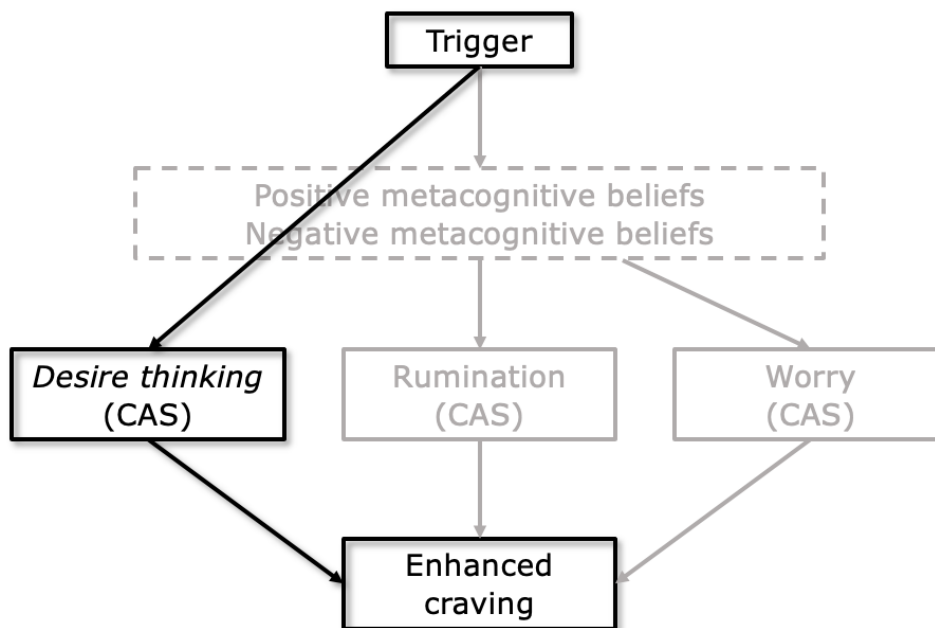 Trigger
Positive metacognitive beliefs
Negative metacognitive beliefs
Desire thinking
(CAS)
Rumination
(CAS)
Worry
(CAS)
Enhanced
craving